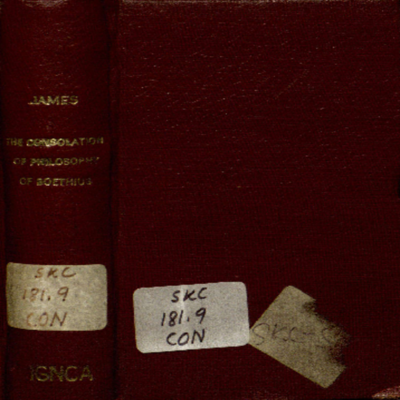 JAMES
THE CONSOLATION
OF PHILOSOPHY
OF BOETHIUS
SKC
181.9
CON
IGNCA
SKC
181.9
CON